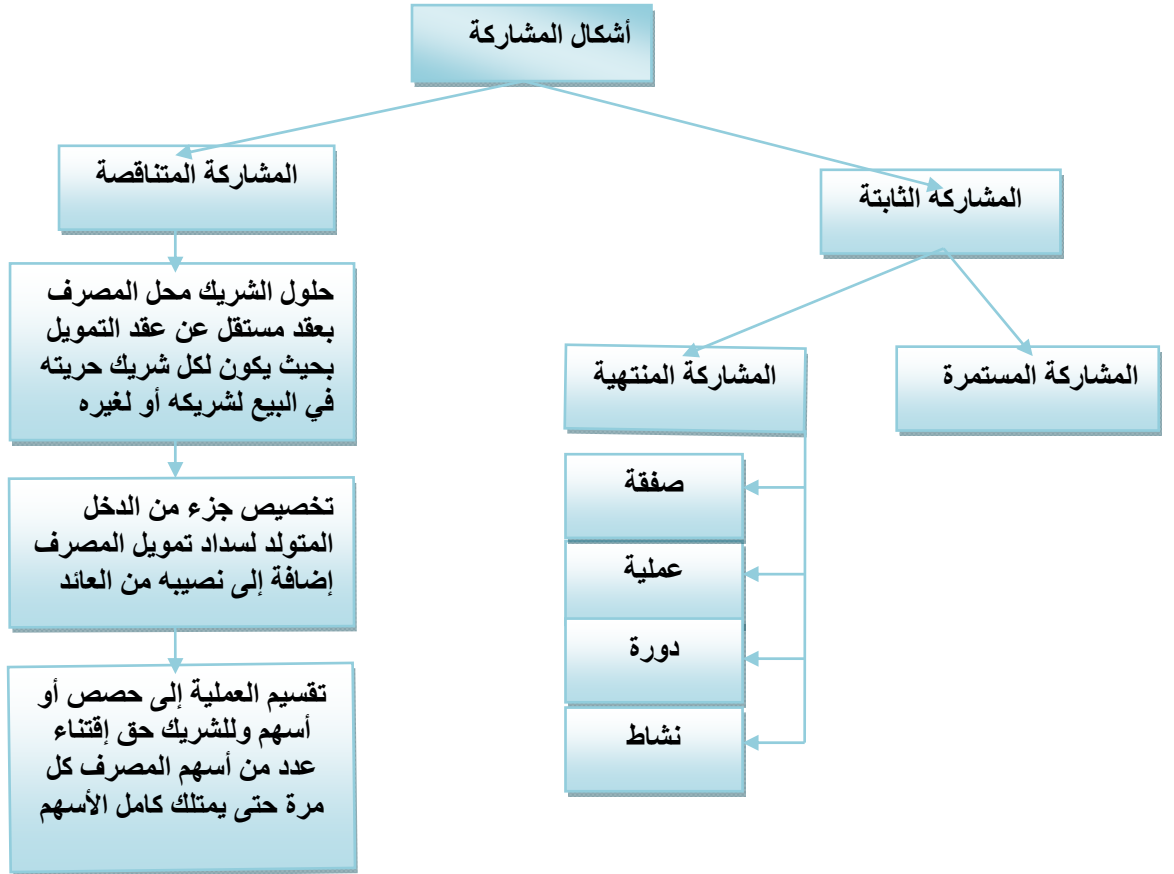 أشكال المشاركة
المشاركة الثابتة
المشاركة المستمرة
المشاركة المنتهية
صفقة
عملية
دورة
نشاط
المشاركة المتناقصة
حلول الشريك محل المصرف
بعقد مستقل عن عقد التمويل
بحيث يكون لكل شريك حريته
في البيع لشريكه أو لغيره
تخصيص جزء من الدخل
المتولد لسداد تمويل المصرف
إضافة إلى نصيبه من العائد
تقسيم العملية إلى حصص أو
أسهم وللشريك حق إقتناء
عدد من أسهم المصرف كل
مرة حتى يمتلك كامل الأسهم